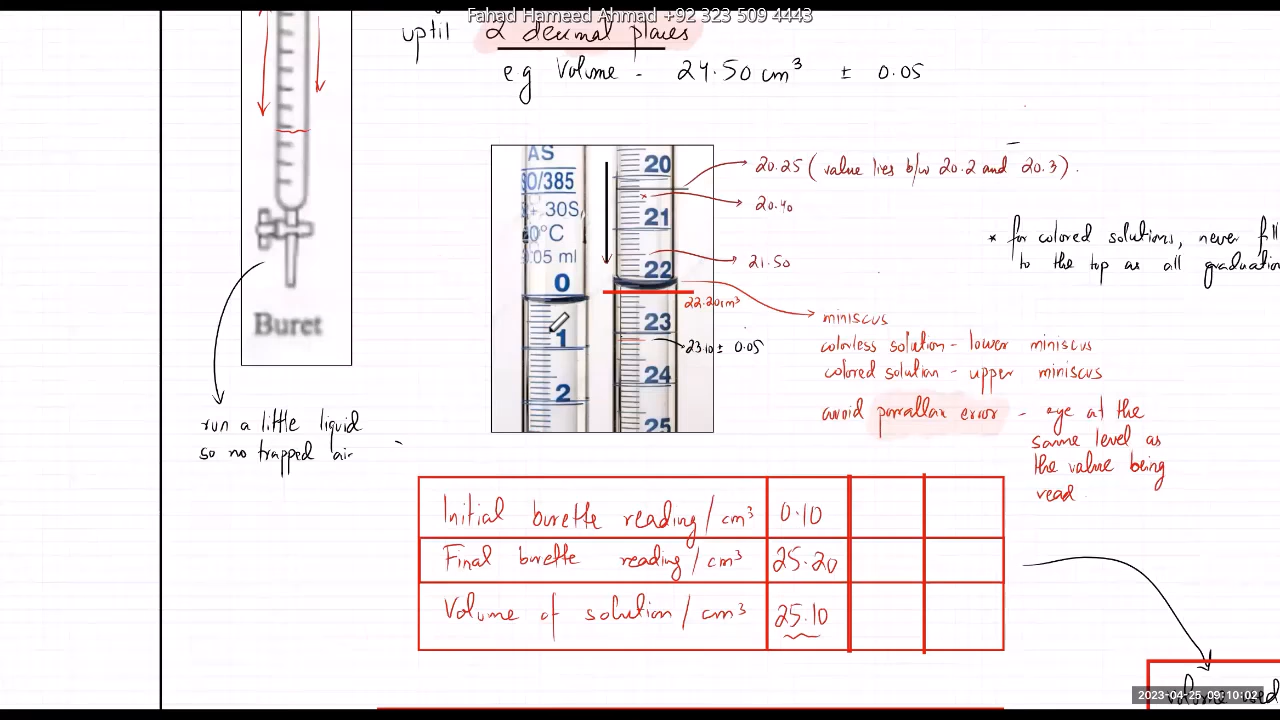 Fahad Hameed Ahmad +92 323 509 4443
uptil 2 decimal places
eg Volume - 24.50 cm³ ± 0.05
AS
30/385
+ 30S
20°C
0.05 ml
0
1
2
20
21
22
23
24
25
20.25 (value lies b/w 20.2 and 20.3)
20.40
21.50
22.20cm³
23.10 ± 0.05
miniscus
colorless solution - lower miniscus
colored solution - upper miniscus
avoid parrallax error - eye at the
same level as
the value being
read
* for colored solutions, never fill
to the top as all graduation
Buret
run a little liquid
so no trapped air
Initial burette reading/cm³ 0.10
Final burette reading/cm³ 25.20
Volume of solution/cm³ 25.10
2023-04-25 09:10:02